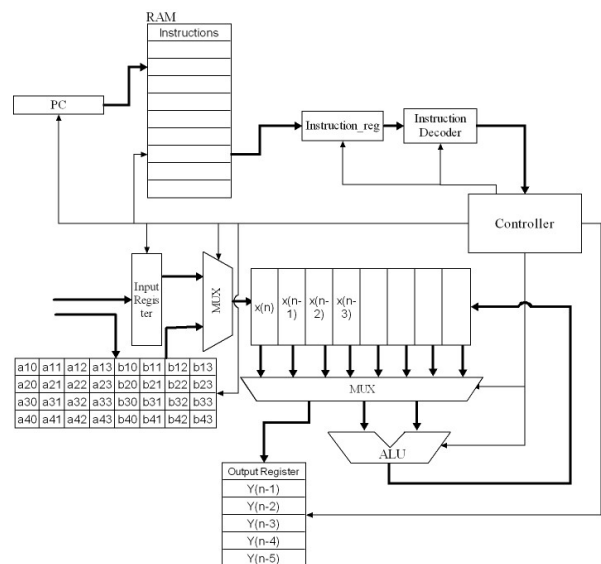 RAM
Instructions
PC
Instruction_reg
Instruction
Decoder
Controller
Input
Regis
ter
MUX
x(n)
x(n-
1)
x(n-
2)
x(n-
3)
a10 a11 a12 a13 b10 b11 b12 b13
a20 a21 a22 a23 b20 b21 b22 b23
a30 a31 a32 a33 b30 b31 b32 b33
a40 a41 a42 a43 b40 b41 b42 b43
MUX
ALU
Output Register
Y(n-1)
Y(n-2)
Y(n-3)
Y(n-4)
Y(n-5)